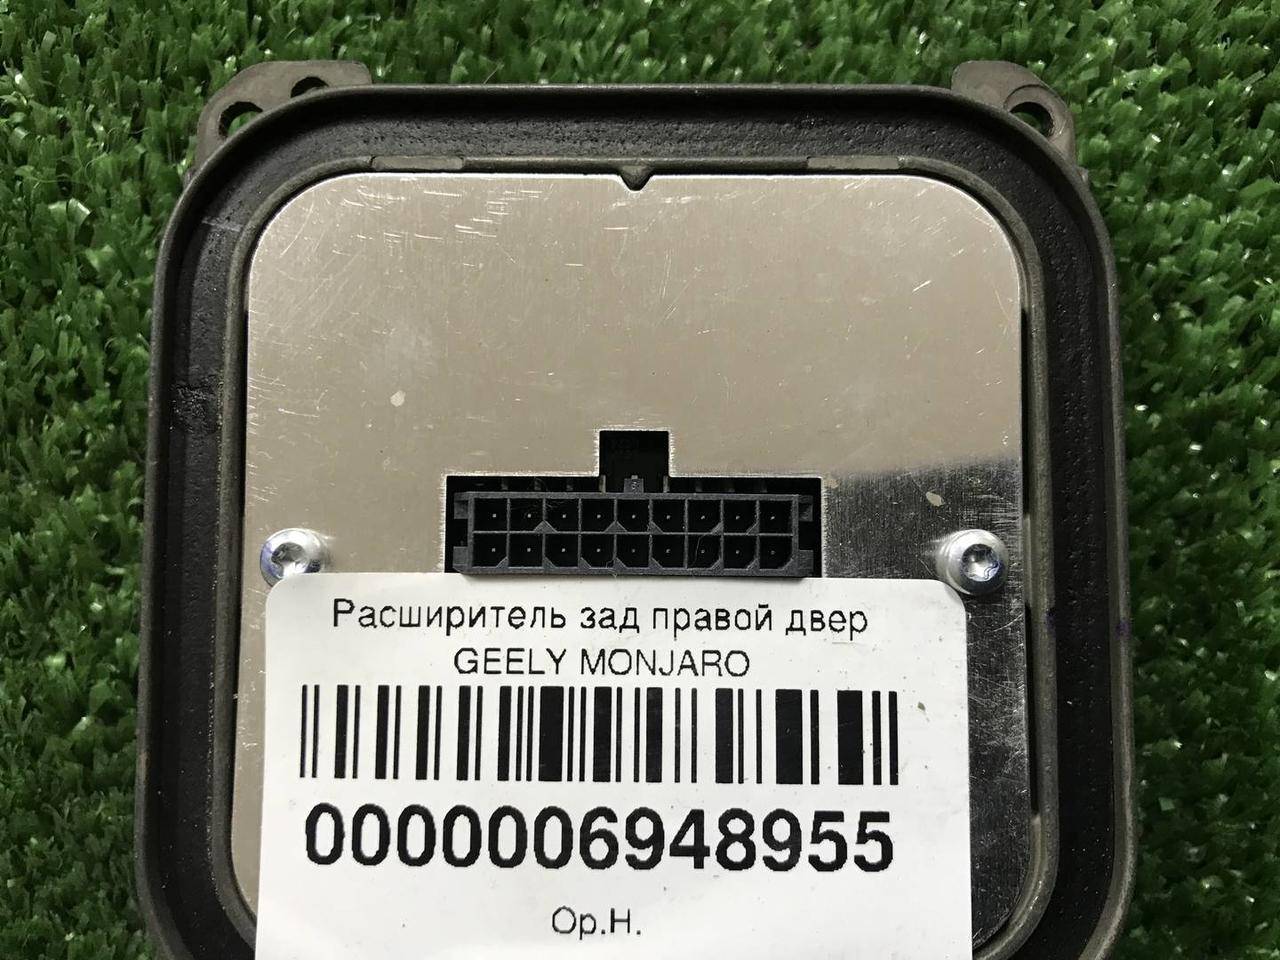 Расширитель зад правой двер
GEELY MONJARO
0000006948955
Ор.Н.